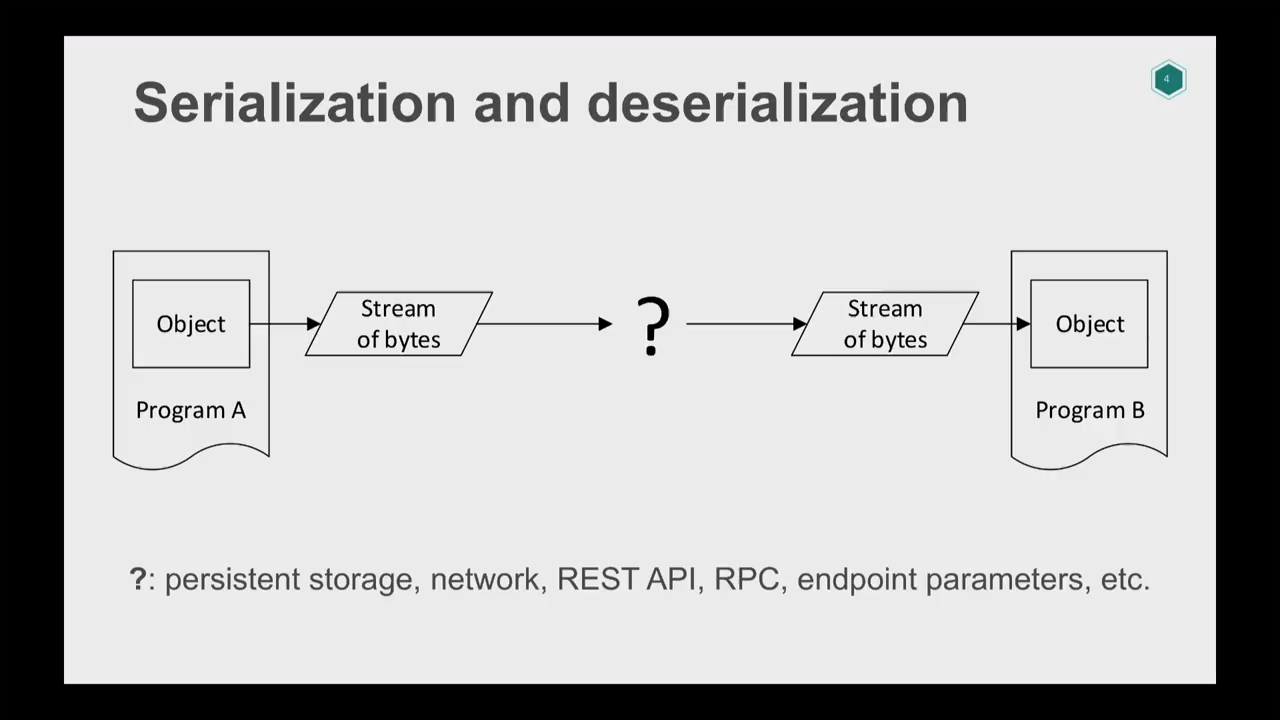 Serialization and deserialization
4
Object
Program A
Stream
of bytes
?
Stream
of bytes
Object
Program B
?: persistent storage, network, REST API, RPC, endpoint parameters, etc.